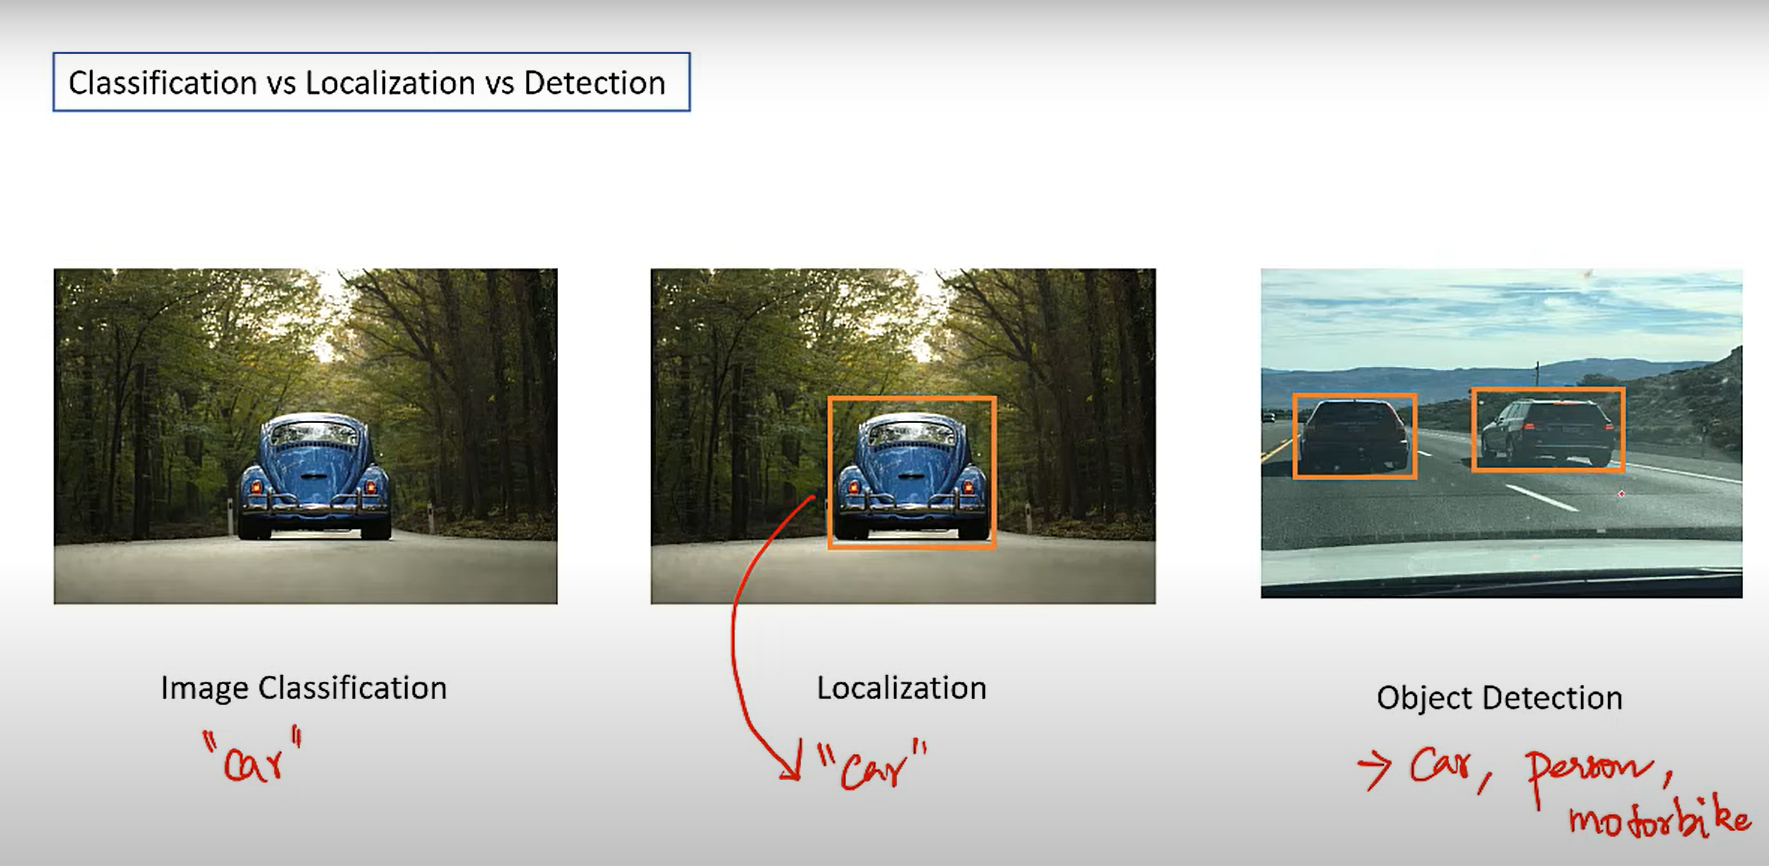 Classification vs Localization vs Detection
Image Classification
"Car"
Localization
"Car"
Object Detection
→ Car, person,
motorbike